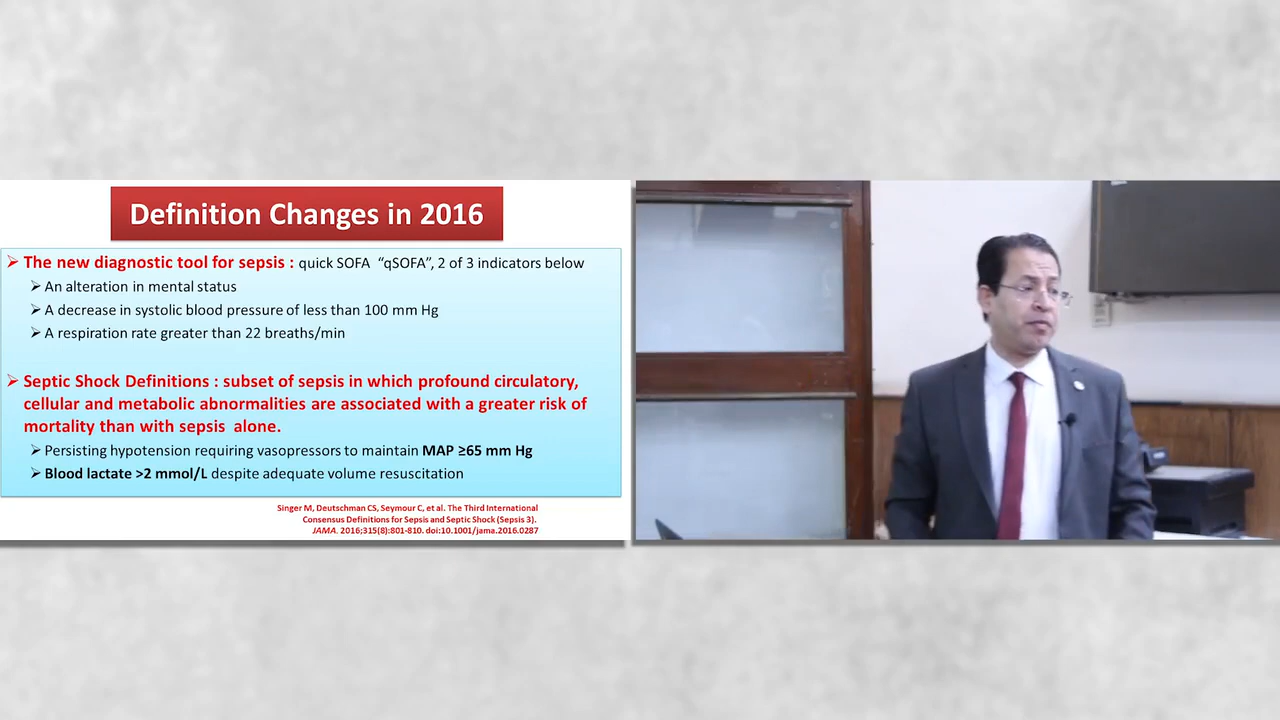 Definition Changes in 2016
➢ The new diagnostic tool for sepsis : quick SOFA “qSOFA”, 2 of 3 indicators below
➢ An alteration in mental status
➢ A decrease in systolic blood pressure of less than 100 mm Hg
➢ A respiration rate greater than 22 breaths/min
➢ Septic Shock Definitions : subset of sepsis in which profound circulatory,
cellular and metabolic abnormalities are associated with a greater risk of
mortality than with sepsis alone.
➢ Persisting hypotension requiring vasopressors to maintain MAP ≥65 mm Hg
➢ Blood lactate >2 mmol/L despite adequate volume resuscitation
Singer M, Deutschman CS, Seymour C, et al. The Third International
Consensus Definitions for Sepsis and Septic Shock (Sepsis 3).
JAMA. 2016;315(8):801-810. doi:10.1001/jama.2016.0287